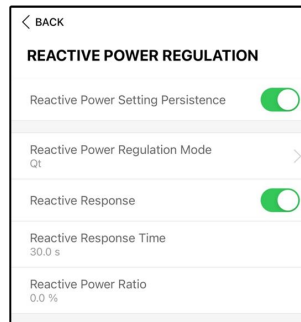 BACK
REACTIVE POWER REGULATION
Reactive Power Setting Persistence
Reactive Power Regulation Mode
Qt
Reactive Response
Reactive Response Time
30.0 s
Reactive Power Ratio
0.0 %